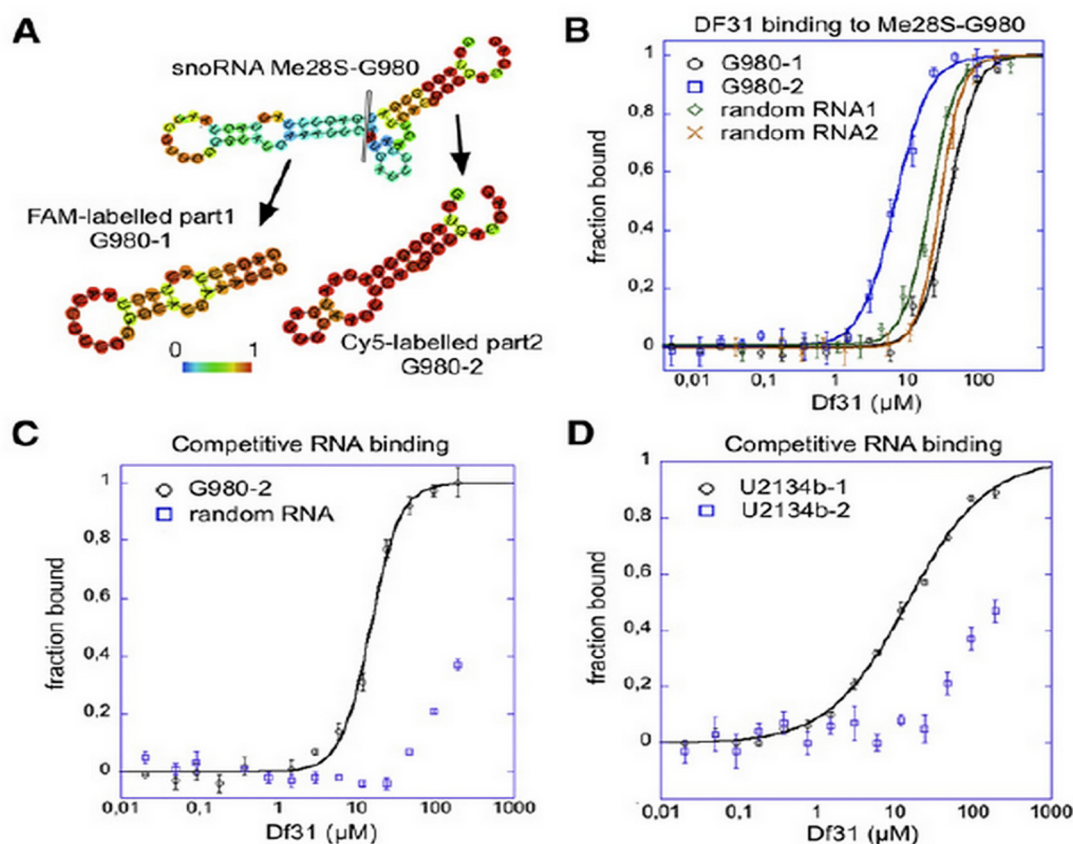 A
snoRNA Me28S-G980
FAM-labelled part1
G980-1
0
1
Cy5-labelled part2
G980-2
B
DF31 binding to Me28S-G980
G980-1
G980-2
random RNA1
random RNA2
fraction bound
1
0,8
0,6
0,4
0,2
0
0,01
0,1
1
10
100
Df31 (µM)
C
Competitive RNA binding
G980-2
random RNA
fraction bound
1
0,8
0,6
0,4
0,2
0
0,01
0,1
1
10
100
1000
Df31 (µM)
D
Competitive RNA binding
U2134b-1
U2134b-2
fraction bound
1
0,8
0,6
0,4
0,2
0
0,01
0,1
1
10
100
1000
Df31 (µM)